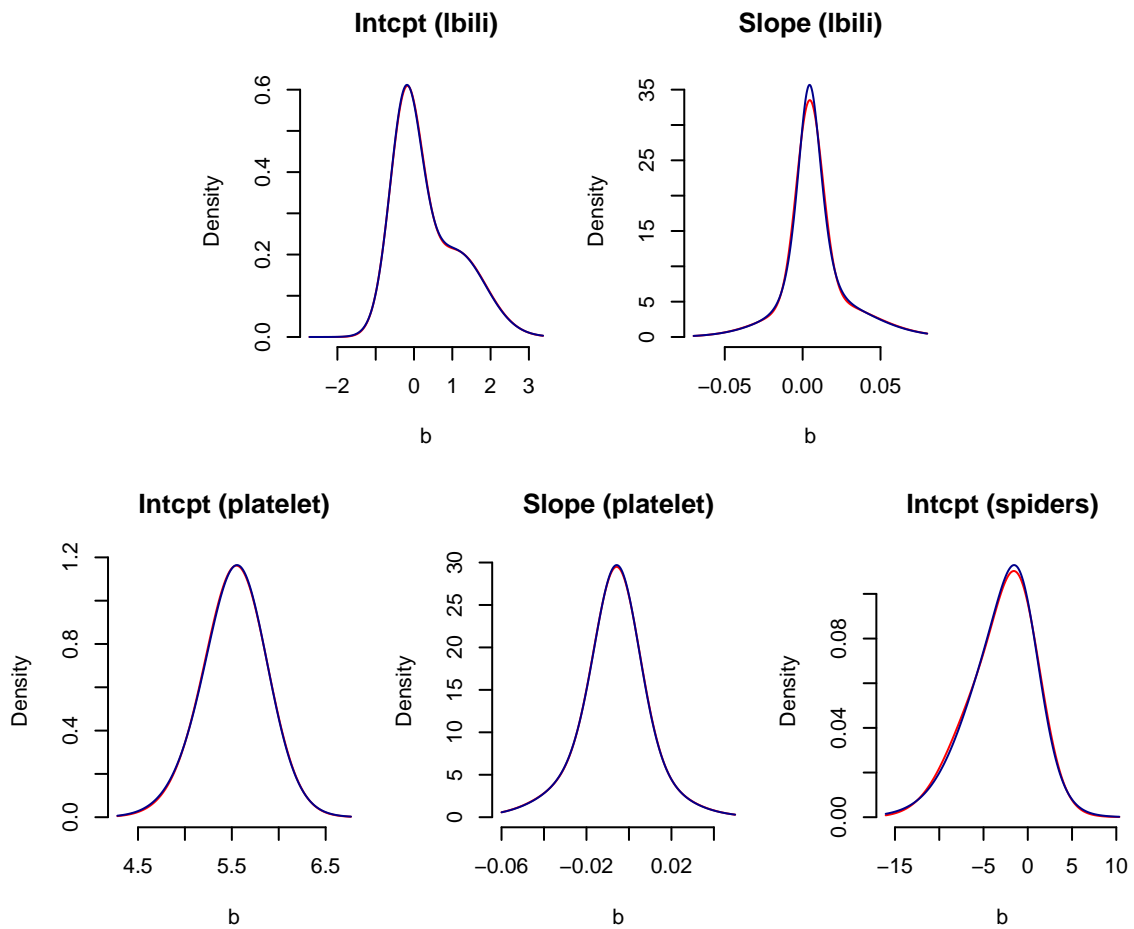 Intcpt (lbili)
Density
0.0 0.2 0.4 0.6
−2 0 1 2 3
b
Slope (lbili)
Density
0 5 15 25 35
−0.05 0.00 0.05
b
Intcpt (platelet)
Density
0.0 0.4 0.8 1.2
4.5 5.5 6.5
b
Slope (platelet)
Density
0 5 10 15 20 25 30
−0.06 −0.02 0.02
b
Intcpt (spiders)
Density
0.00 0.04 0.08
−15 −5 0 5 10
b